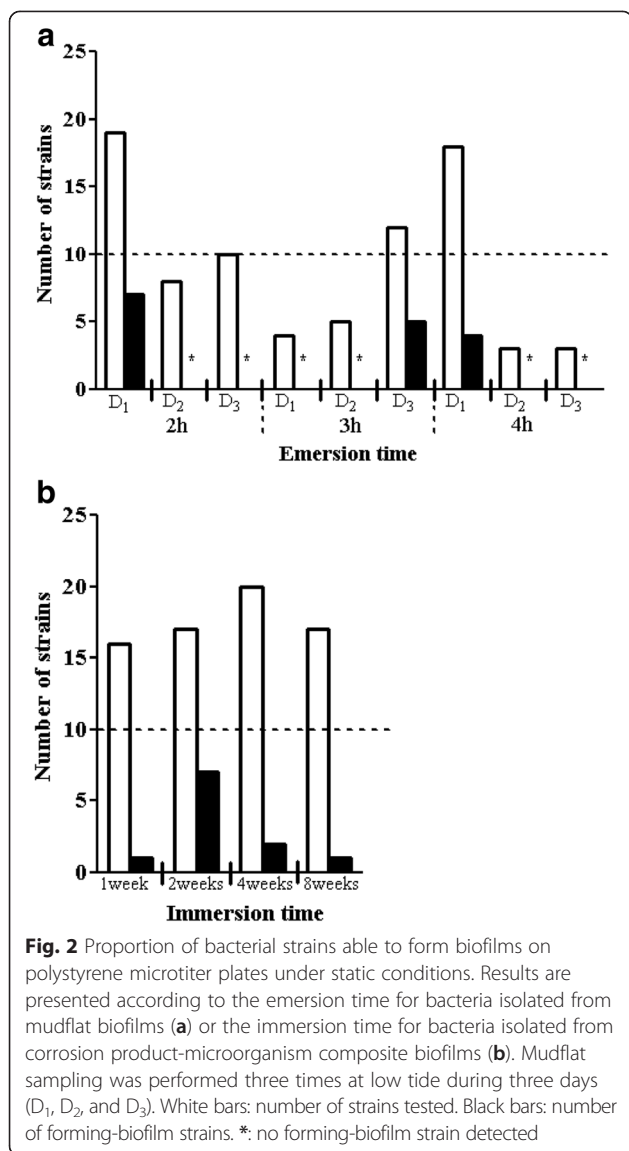 a
25
20
15
10
5
0
Number of strains
* * * * * *
D₁ D₂ D₃ D₁ D₂ D₃ D₁ D₂ D₃
2h 3h 4h
Emersion time
b
25
20
15
10
5
0
Number of strains
1week 2weeks 4weeks 8weeks
Immersion time
Fig. 2 Proportion of bacterial strains able to form biofilms on
polystyrene microtiter plates under static conditions. Results are
presented according to the emersion time for bacteria isolated from
mudflat biofilms (a) or the immersion time for bacteria isolated from
corrosion product-microorganism composite biofilms (b). Mudflat
sampling was performed three times at low tide during three days
(D₁, D₂, and D₃). White bars: number of strains tested. Black bars: number
of forming-biofilm strains. *: no forming-biofilm strain detected